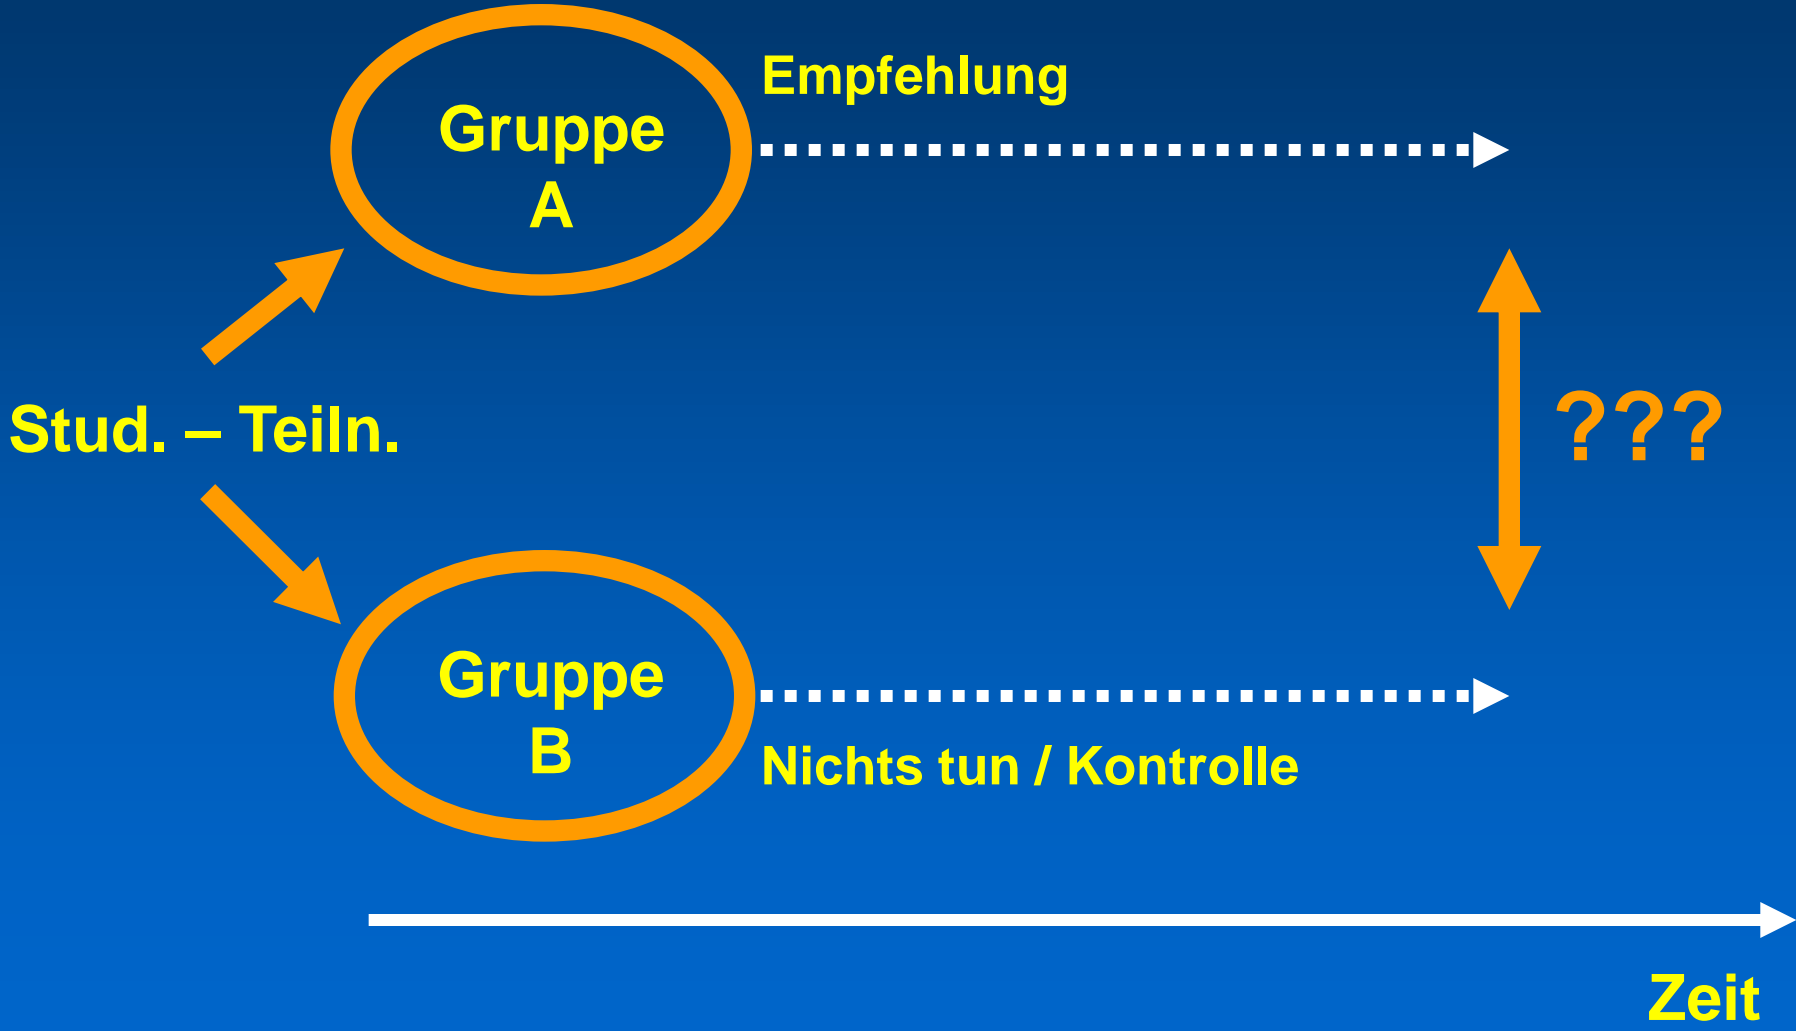 Empfehlung
Gruppe
A
Stud. – Teiln.
???
Gruppe
B
Nichts tun / Kontrolle
Zeit